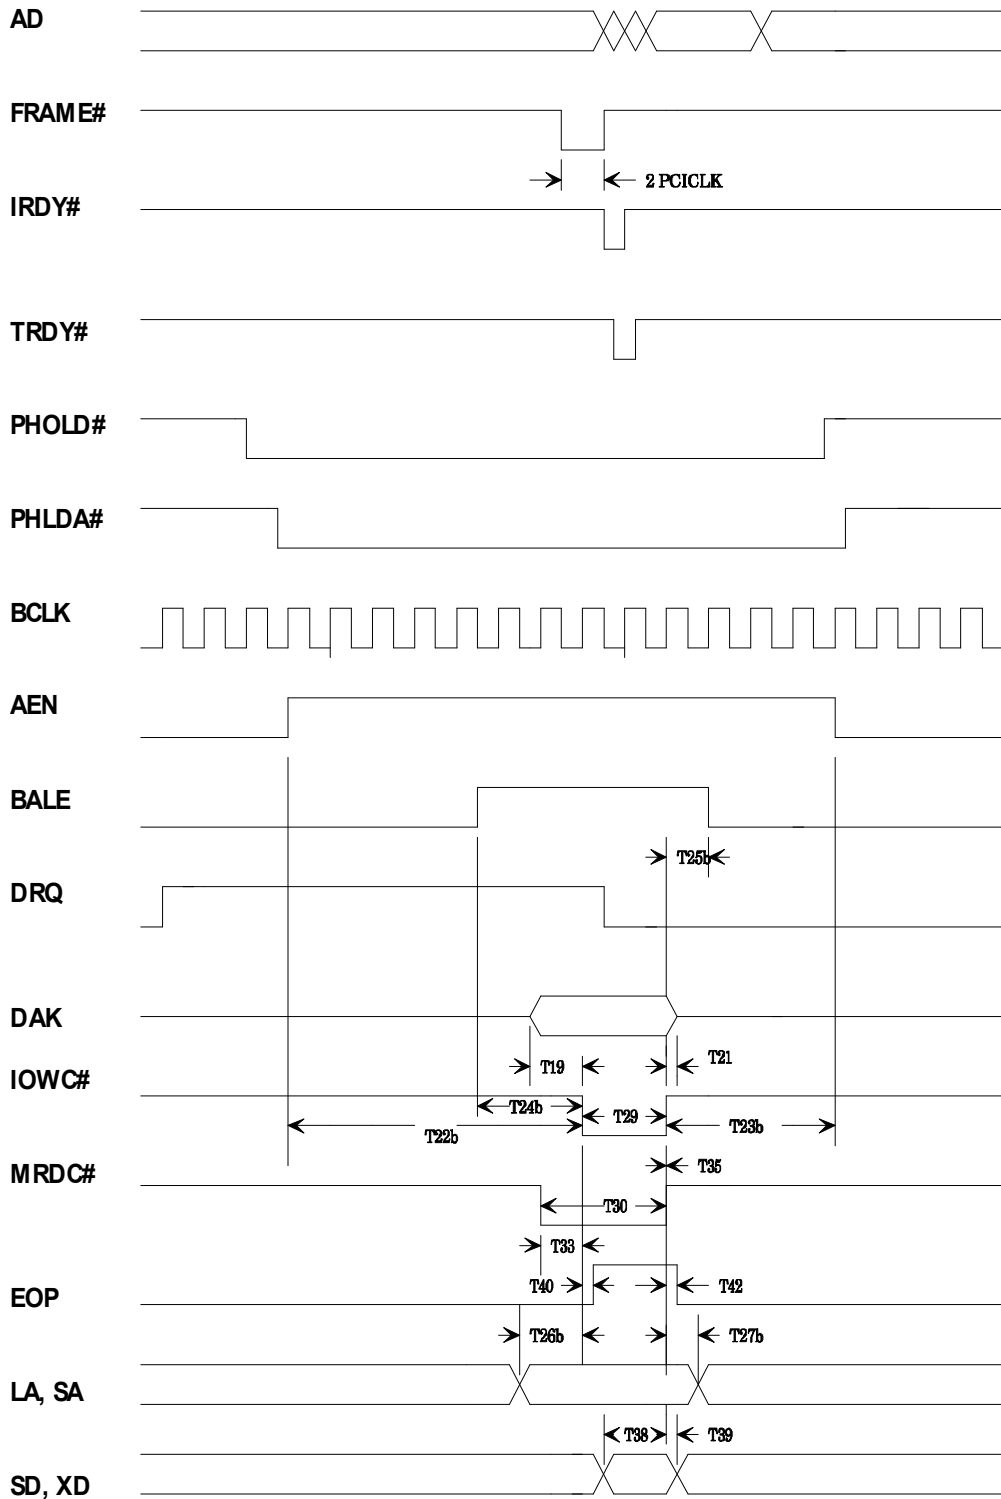 AD
FRAME#
2 PCICLK
IRDY#
TRDY#
PHOLD#
PHLDA#
BCLK
AEN
BALE
T25b
DRQ
DAK
T19
T21
IOWC#
T24b
T29
T22b
T23b
MRDC#
T35
T30
T33
T40
T42
EOP
T26b
T27b
LA, SA
T38
T39
SD, XD